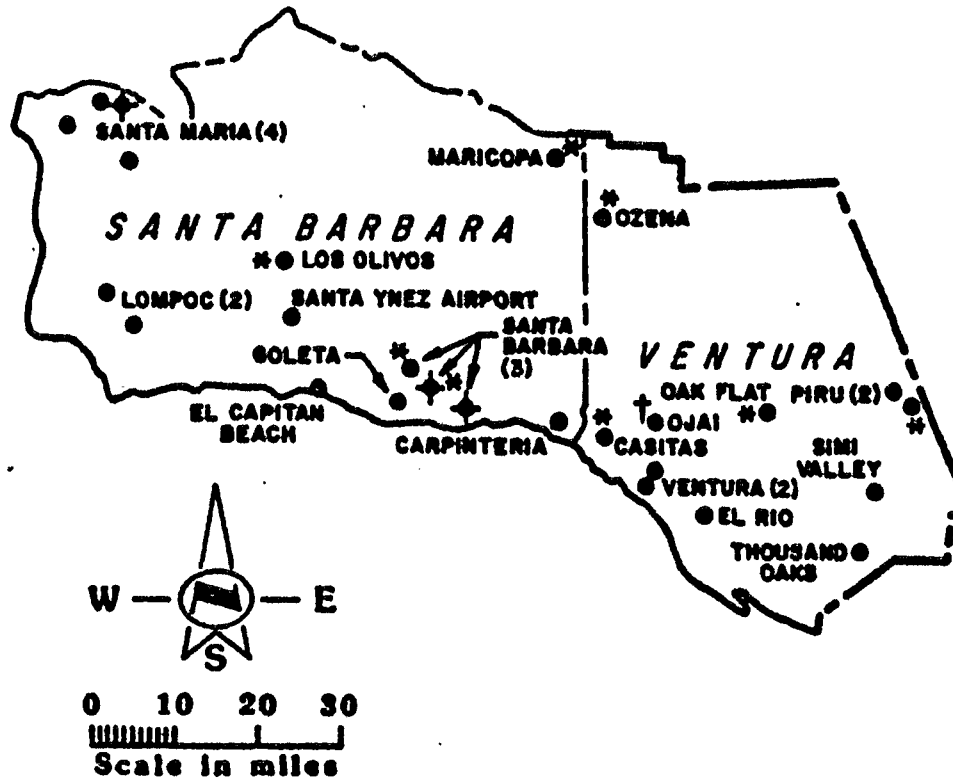 SANTA MARIA (4)
MARICOPA
OZENA
SANTA BARBARA
LOS OLIVOS
LOMPOC (2)
SANTA YNEZ AIRPORT
SANTA
BARBARA
(3)
GOLETA
VENTURA
EL CAPITAN
BEACH
OAK FLAT
PIRU (2)
OJAI
CARPINTERIA
CASITAS
SIMI
VALLEY
VENTURA (2)
EL RIO
THOUSAND
OAKS
W E
S
0 10 20 30
Scale in miles